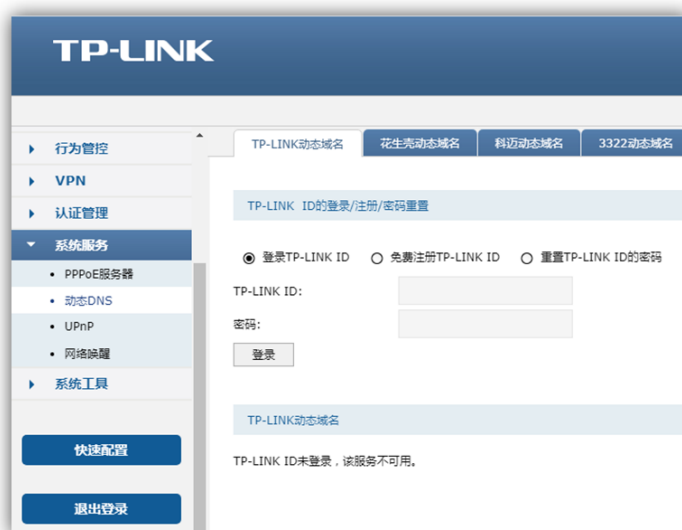 TP-LINK
行为管控
VPN
认证管理
系统服务
PPPoE服务器
动态DNS
UPnP
网络唤醒
系统工具
快速配置
退出登录
TP-LINK动态域名 花生壳动态域名 科迈动态域名 3322动态域名
TP-LINK ID的登录/注册/密码重置
登录TP-LINK ID 免费注册TP-LINK ID 重置TP-LINK ID的密码
TP-LINK ID:
密码:
登录
TP-LINK动态域名
TP-LINK ID未登录，该服务不可用。